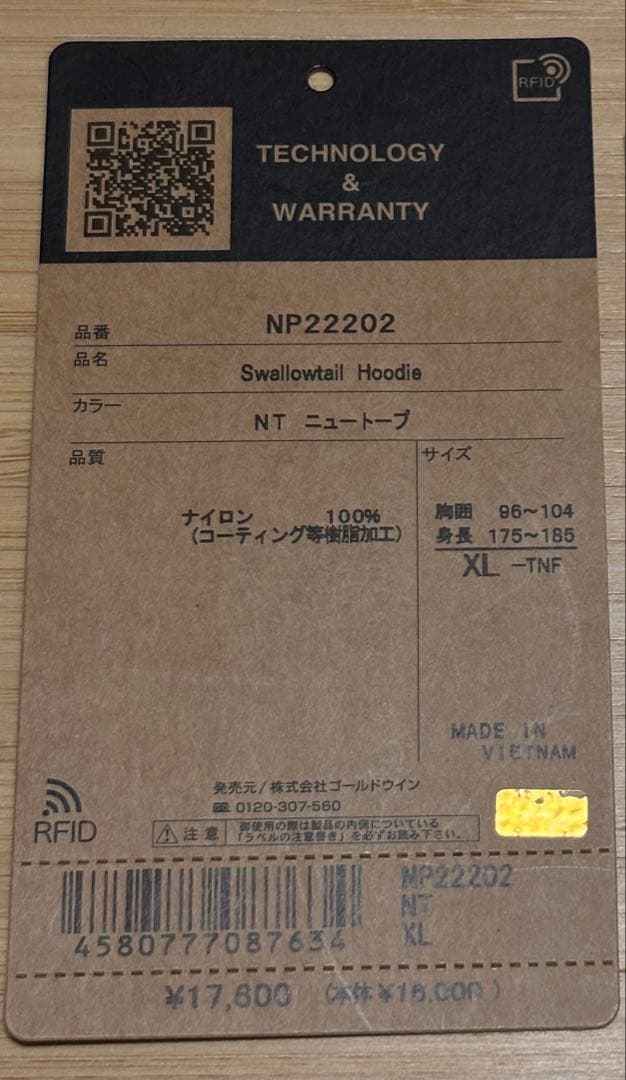 RFID
TECHNOLOGY
&
WARRANTY
品番 NP22202
品名 Swallowtail Hoodie
カラー NT ニュートープ
品質
サイズ
ナイロン 100%
(コーティング等樹脂加工)
胸囲 96～104
身長 175～185
XL -TNF
MADE IN
VIETNAM
発売元/株式会社ゴールドウイン
0120-307-560
RFID
注意
御使用の際は製品の内側についている
「ラベルの注意書き」を必ずお読み下さい。
4580777087634
NP22202
NT
XL
¥17,600 (本体 ¥16,000)